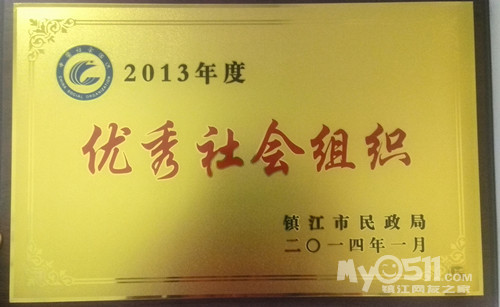 2013年度
优秀社会组织
镇江市民政局
二〇一四年一月
My0511.com
镇江网友之家